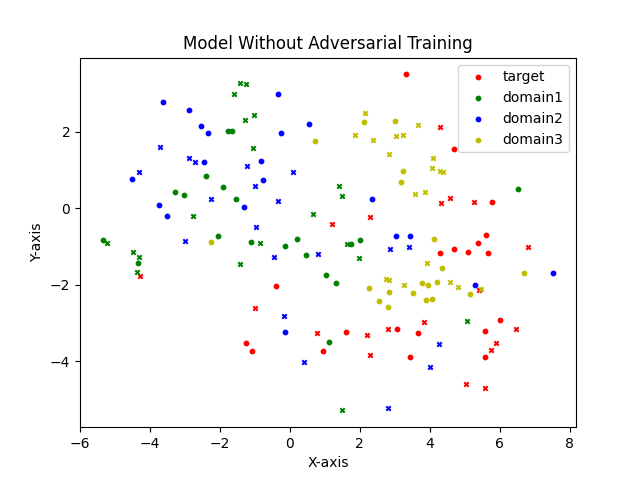 Model Without Adversarial Training
target
domain1
domain2
domain3
Y-axis
2
0
−2
−4
−6 −4 −2 0 2 4 6 8
X-axis